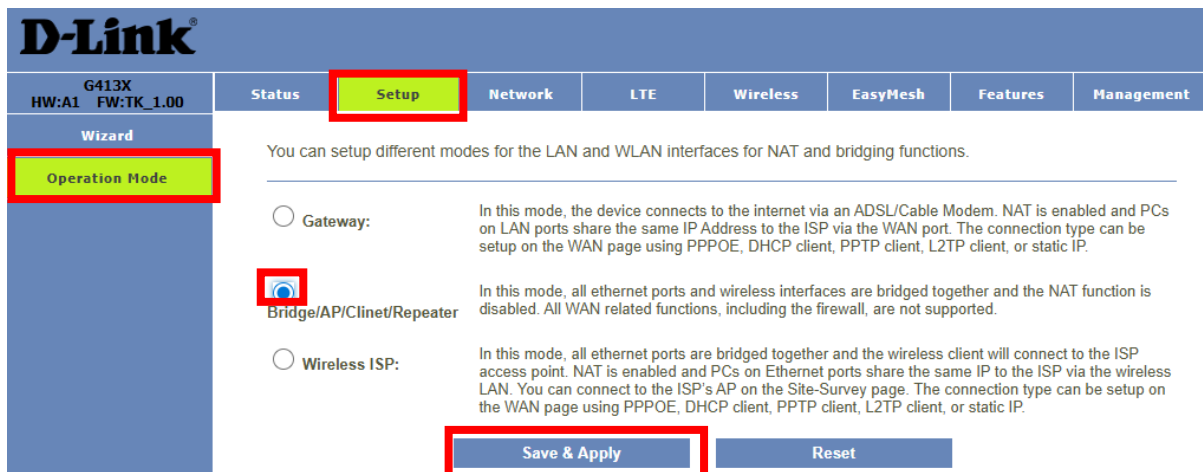 D-Link®
G413X
HW:A1 FW:TK_1.00
Status Setup Network LTE Wireless EasyMesh Features Management
Wizard
Operation Mode
You can setup different modes for the LAN and WLAN interfaces for NAT and bridging functions.
Gateway:
In this mode, the device connects to the internet via an ADSL/Cable Modem. NAT is enabled and PCs
on LAN ports share the same IP Address to the ISP via the WAN port. The connection type can be
setup on the WAN page using PPPOE, DHCP client, PPTP client, L2TP client, or static IP.
Bridge/AP/Clinet/Repeater
In this mode, all ethernet ports and wireless interfaces are bridged together and the NAT function is
disabled. All WAN related functions, including the firewall, are not supported.
Wireless ISP:
In this mode, all ethernet ports are bridged together and the wireless client will connect to the ISP
access point. NAT is enabled and PCs on Ethernet ports share the same IP to the ISP via the wireless
LAN. You can connect to the ISP's AP on the Site-Survey page. The connection type can be setup on
the WAN page using PPPOE, DHCP client, PPTP client, L2TP client, or static IP.
Save & Apply Reset